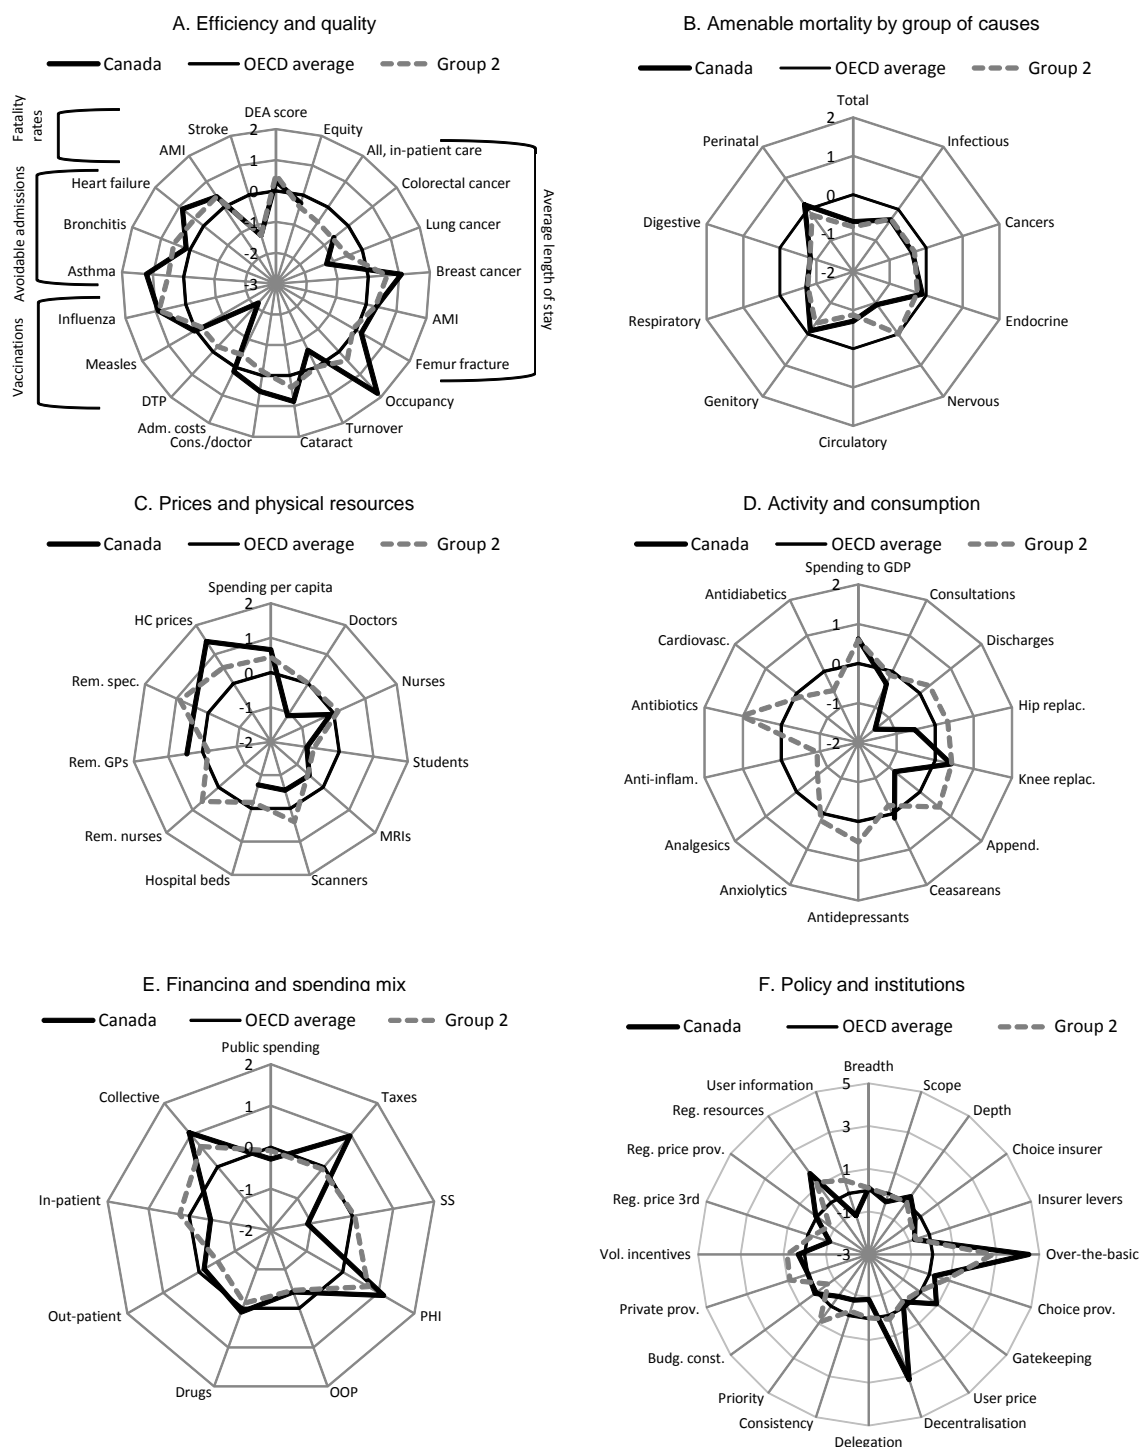 A. Efficiency and quality
Canada
OECD average
Group 2
Fatality rates
Avoidable admissions
Vaccinations
Average length of stay
DEA score
Equity
All, in-patient care
Colorectal cancer
Lung cancer
Breast cancer
AMI
Femur fracture
Occupancy
Turnover
Cataract
Cons./doctor
Adm. costs
DTP
Measles
Influenza
Asthma
Bronchitis
Heart failure
AMI
Stroke
2
1
0
-1
-2
-3
B. Amenable mortality by group of causes
Canada
OECD average
Group 2
Total
Infectious
Cancers
Endocrine
Nervous
Circulatory
Genitory
Respiratory
Digestive
Perinatal
2
1
0
-1
-2
C. Prices and physical resources
Canada
OECD average
Group 2
Spending per capita
Doctors
Nurses
Students
MRIs
Scanners
Hospital beds
Rem. nurses
Rem. GPs
Rem. spec.
HC prices
2
1
0
-1
-2
D. Activity and consumption
Canada
OECD average
Group 2
Spending to GDP
Consultations
Discharges
Hip replac.
Knee replac.
Append.
Ceasareans
Antidepressants
Anxiolytics
Analgesics
Anti-inflam.
Antibiotics
Cardiovasc.
Antidiabetics
2
1
0
-1
-2
E. Financing and spending mix
Canada
OECD average
Group 2
Public spending
Taxes
SS
PHI
OOP
Drugs
Out-patient
In-patient
Collective
2
1
0
-1
-2
F. Policy and institutions
Canada
OECD average
Group 2
Breadth
Scope
Depth
Choice insurer
Insurer levers
Over-the-basic
Choice prov.
Gatekeeping
User price
Decentralisation
Delegation
Consistency
Priority
Budg. const.
Private prov.
Vol. incentives
Reg. price 3rd
Reg. price prov.
Reg. resources
User information
5
3
1
-1
-3